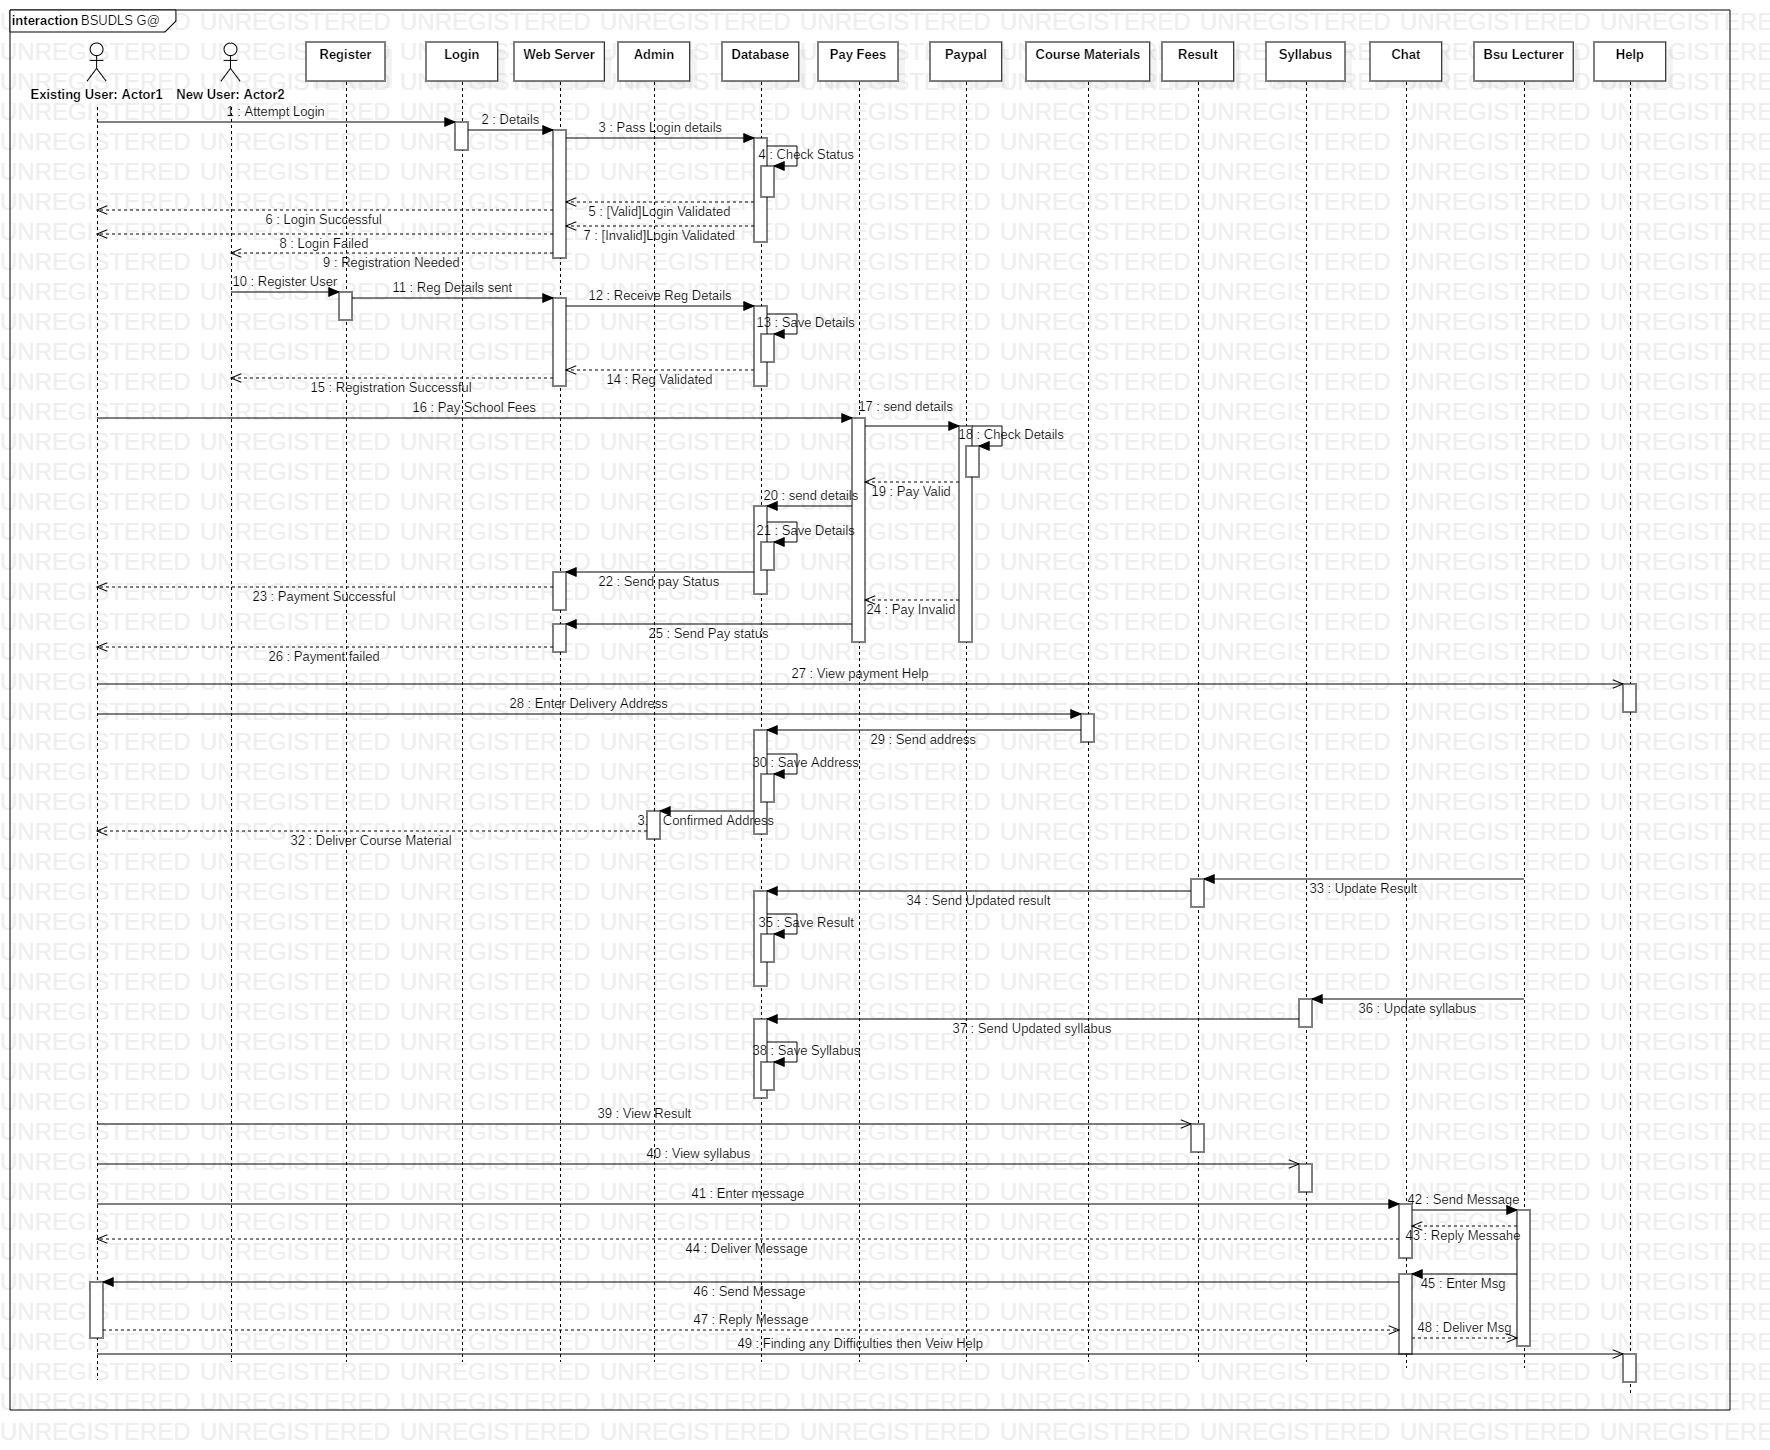 interaction BSUDLS G@
Existing User: Actor1
New User: Actor2
Register
Login
Web Server
Admin
Database
Pay Fees
Paypal
Course Materials
Result
Syllabus
Chat
Bsu Lecturer
Help
1 : Attempt Login
2 : Details
3 : Pass Login details
4 : Check Status
5 : [Valid]Login Validated
6 : Login Successful
7 : [Invalid]Login Validated
8 : Login Failed
9 : Registration Needed
10 : Register User
11 : Reg Details sent
12 : Receive Reg Details
13 : Save Details
14 : Reg Validated
15 : Registration Successful
16 : Pay School Fees
17 : send details
18 : Check Details
19 : Pay Valid
20 : send details
21 : Save Details
22 : Send pay Status
23 : Payment Successful
24 : Pay Invalid
25 : Send Pay status
26 : Payment failed
27 : View payment Help
28 : Enter Delivery Address
29 : Send address
30 : Save Address
Confirmed Address
32 : Deliver Course Material
33 : Update Result
34 : Send Updated result
35 : Save Result
36 : Update syllabus
37 : Send Updated syllabus
38 : Save Syllabus
39 : View Result
40 : View syllabus
41 : Enter message
42 : Send Message
43 : Reply Messahe
44 : Deliver Message
45 : Enter Msg
46 : Send Message
47 : Reply Message
48 : Deliver Msg
49 : Finding any Difficulties then Veiw Help
UNREGISTERED